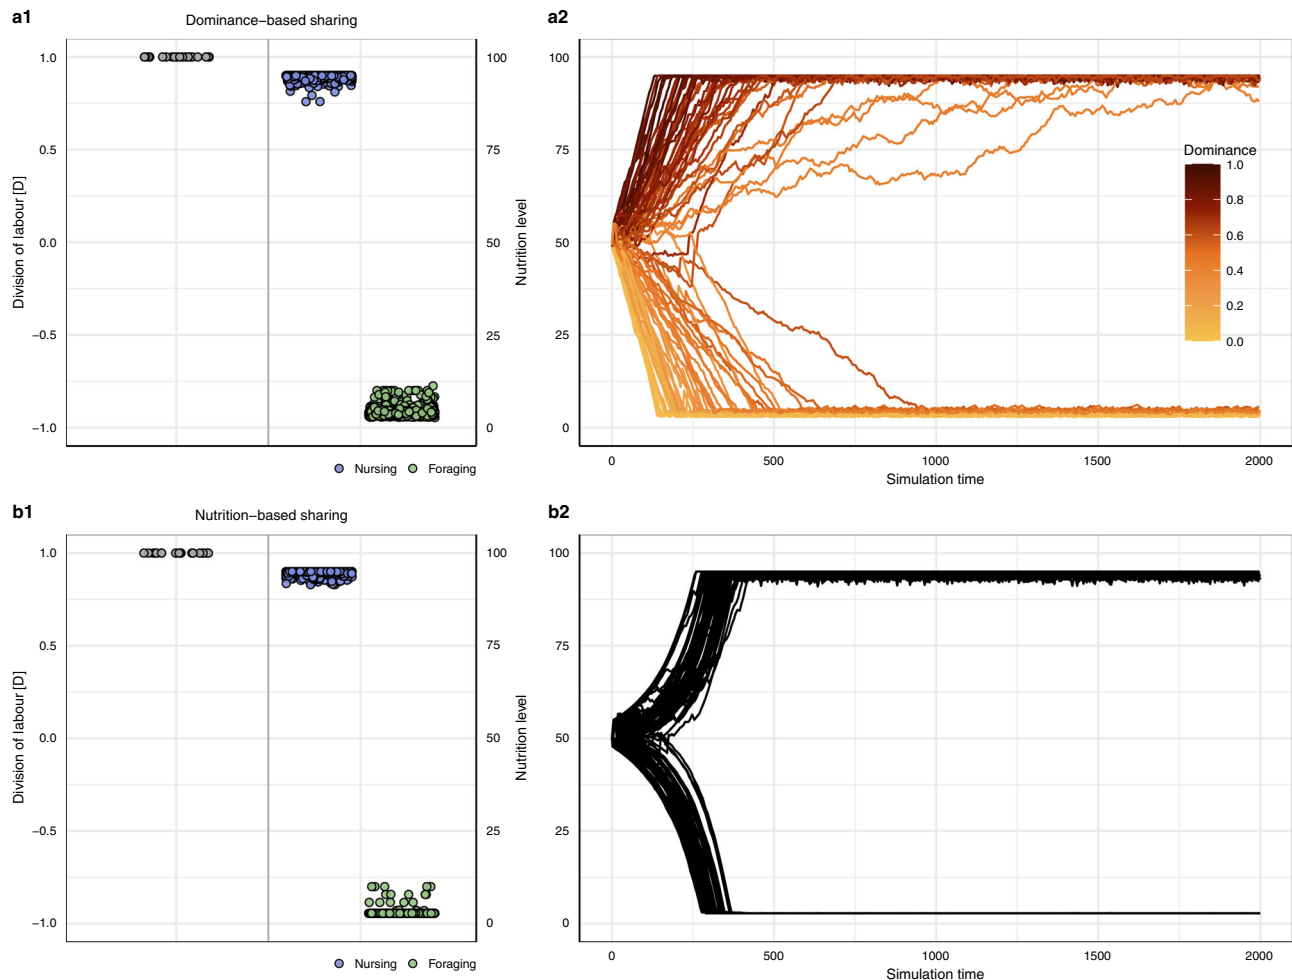 a1
Dominance−based sharing
1.0
0.5
0.0
−0.5
−1.0
Division of labour [D]
100
75
50
25
0
Nutrition level
Nursing
Foraging
a2
100
75
50
25
0
0
500
1000
1500
2000
Simulation time
Dominance
1.0
0.8
0.6
0.4
0.2
0.0
b1
Nutrition−based sharing
1.0
0.5
0.0
−0.5
−1.0
Division of labour [D]
100
75
50
25
0
Nutrition level
Nursing
Foraging
b2
100
75
50
25
0
0
500
1000
1500
2000
Simulation time